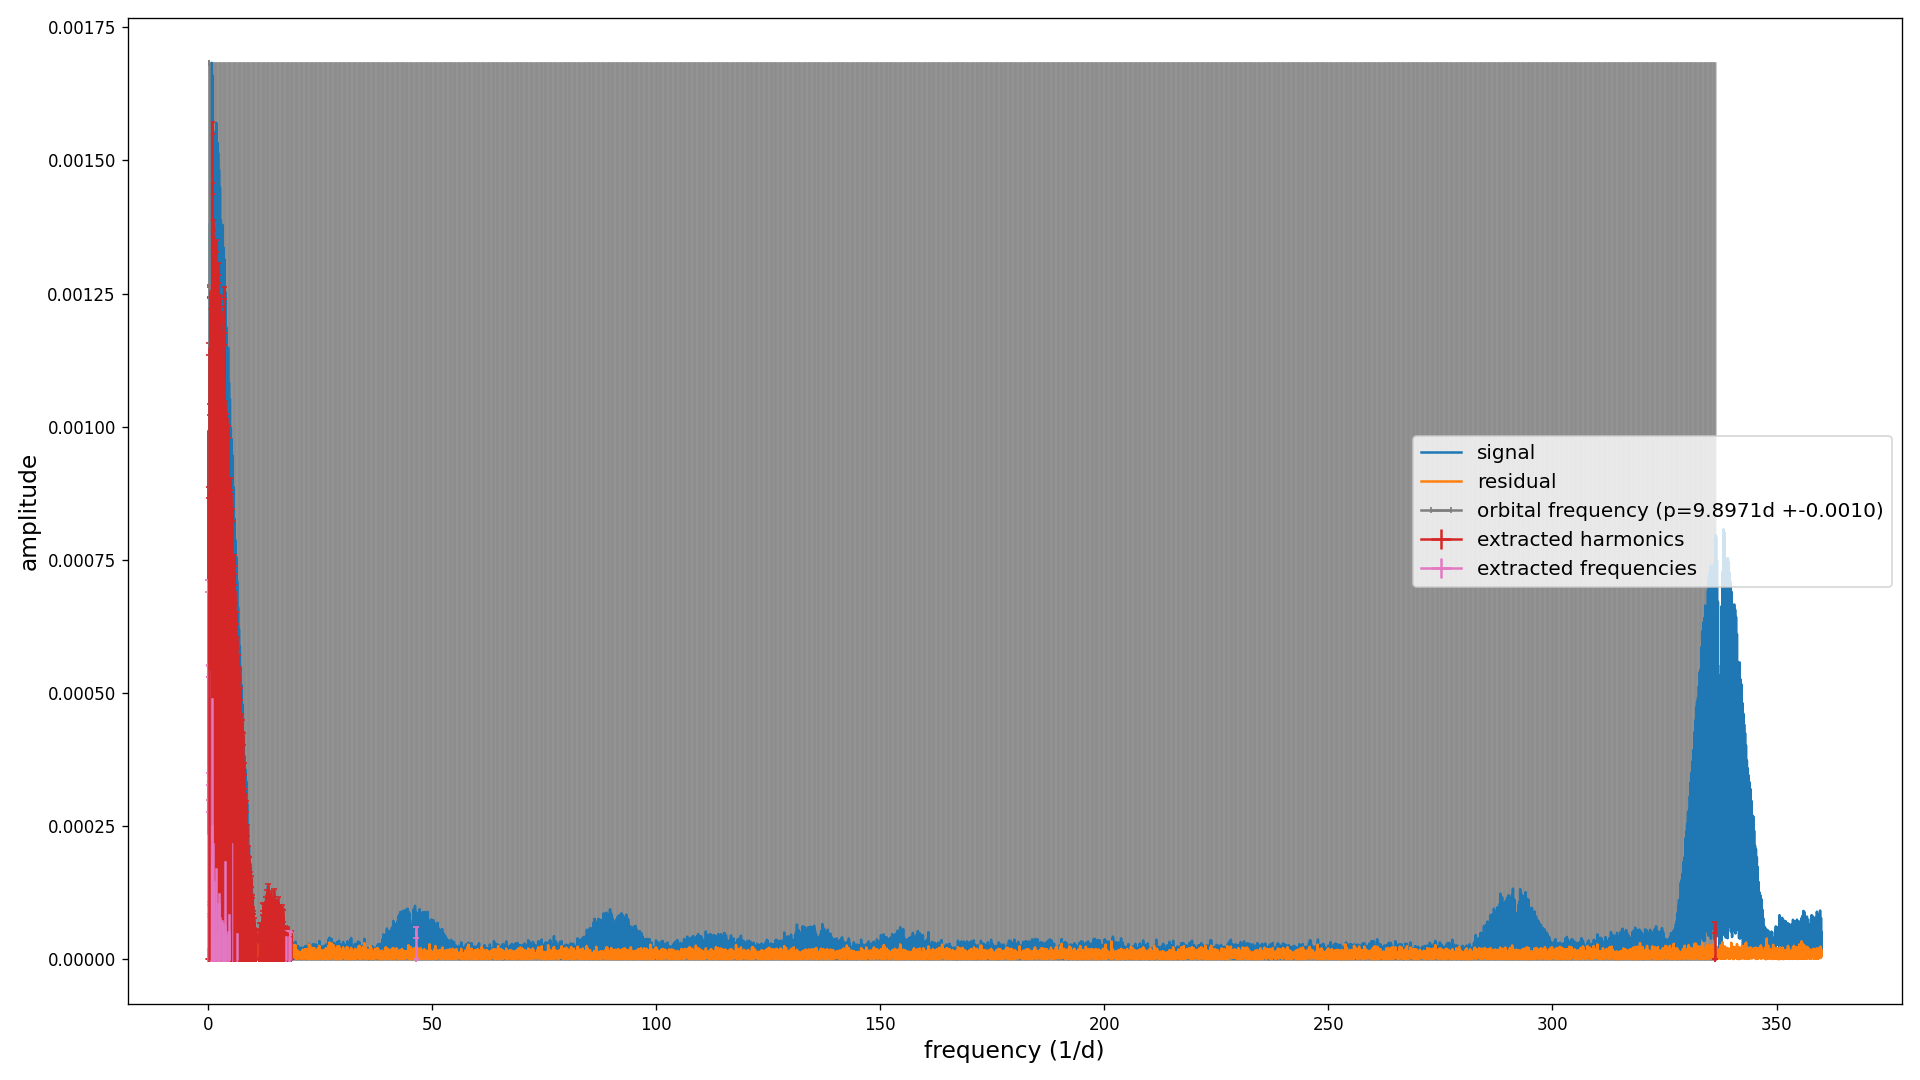 0.00175
0.00150
0.00125
0.00100
0.00075
0.00050
0.00025
0.00000
amplitude
signal
residual
orbital frequency (p=9.8971d +-0.0010)
extracted harmonics
extracted frequencies
0 50 100 150 200 250 300 350
frequency (1/d)